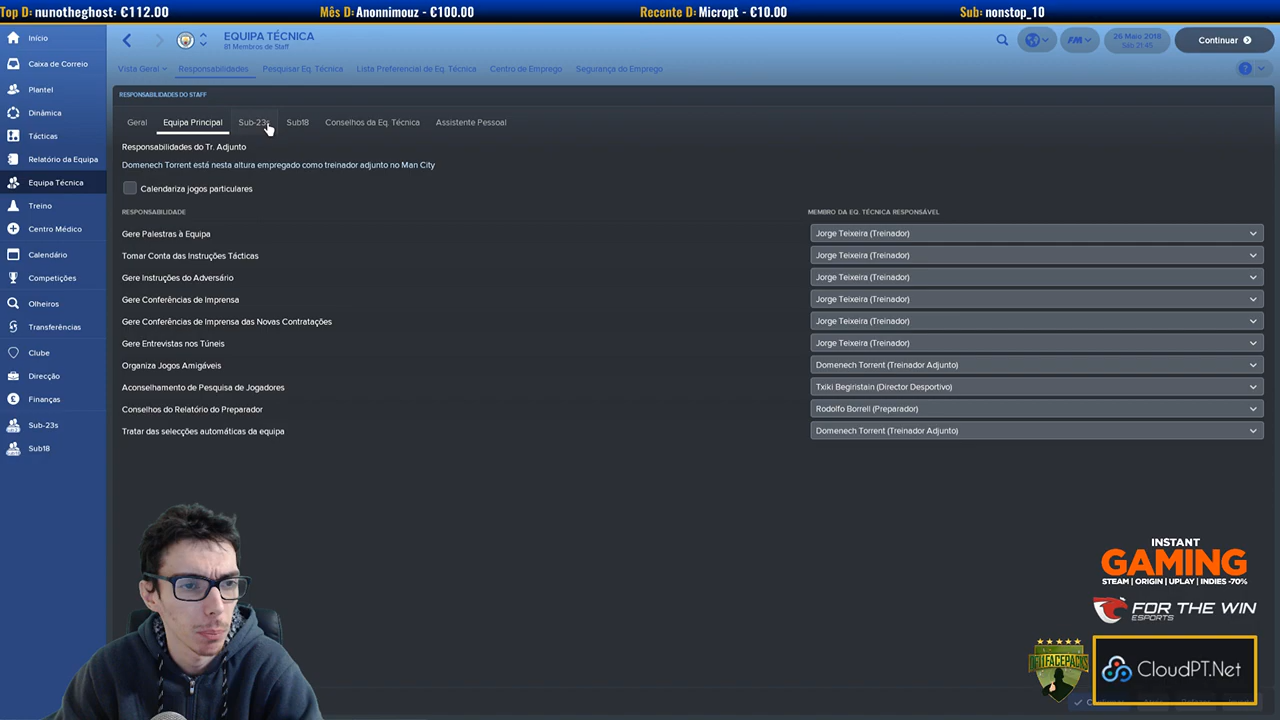 Top D: nunotheghost: €112.00
Mês D: Anonnimouz - €100.00
Recente D: Micropt - €10.00
Sub: nonstop_10
Início
Caixa de Correio
Plantel
Dinâmica
Tácticas
Relatório da Equipa
Equipa Técnica
Treino
Centro Médico
Calendário
Competições
Olheiros
Transferências
Clube
Direcção
Finanças
Sub-23s
Sub18
EQUIPA TÉCNICA
81 Membros de Staff
FM
26 Maio 2018
Sáb 21:45
Continuar
Vista Geral
Responsabilidades
Pesquisar Eq. Técnica
Lista Preferencial de Eq. Técnica
Centro de Emprego
Segurança do Emprego
RESPONSABILIDADES DO STAFF
Geral
Equipa Principal
Sub-23s
Sub18
Conselhos da Eq. Técnica
Assistente Pessoal
Responsabilidades do Tr. Adjunto
Domenech Torrent está nesta altura empregado como treinador adjunto no Man City
Calendariza jogos particulares
RESPONSABILIDADE
MEMBRO DA EQ. TÉCNICA RESPONSÁVEL
Gere Palestras à Equipa
Jorge Teixeira (Treinador)
Tomar Conta das Instruções Tácticas
Jorge Teixeira (Treinador)
Gere Instruções do Adversário
Jorge Teixeira (Treinador)
Gere Conferências de Imprensa
Jorge Teixeira (Treinador)
Gere Conferências de Imprensa das Novas Contratações
Jorge Teixeira (Treinador)
Gere Entrevistas nos Túneis
Jorge Teixeira (Treinador)
Organiza Jogos Amigáveis
Domenech Torrent (Treinador Adjunto)
Aconselhamento de Pesquisa de Jogadores
Txiki Begiristain (Director Desportivo)
Conselhos do Relatório do Preparador
Rodolfo Borrell (Preparador)
Tratar das selecções automáticas da equipa
Domenech Torrent (Treinador Adjunto)
INSTANT
GAMING
STEAM | ORIGIN | UPLAY | INDIES -70%
FOR THE WIN
ESPORTS
CloudPT.Net